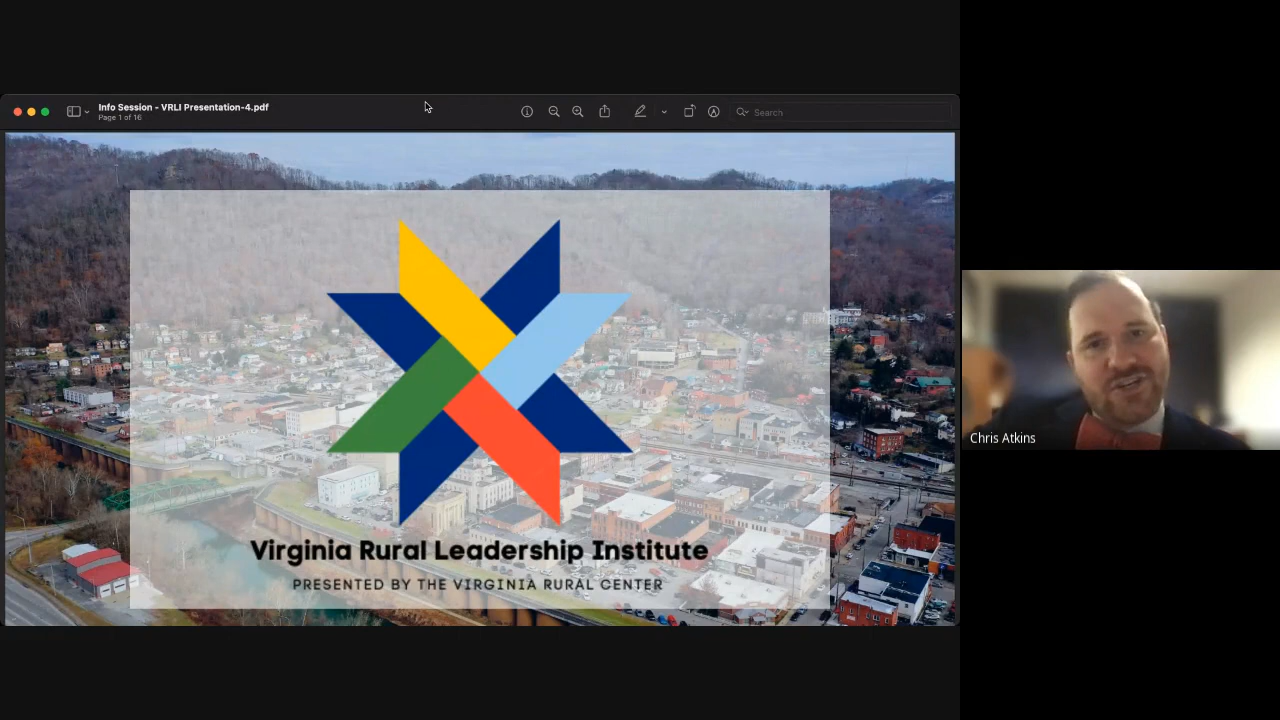 Info Session - VRLI Presentation-4.pdf
Page 1 of 16
Search
Virginia Rural Leadership Institute
PRESENTED BY THE VIRGINIA RURAL CENTER
Chris Atkins